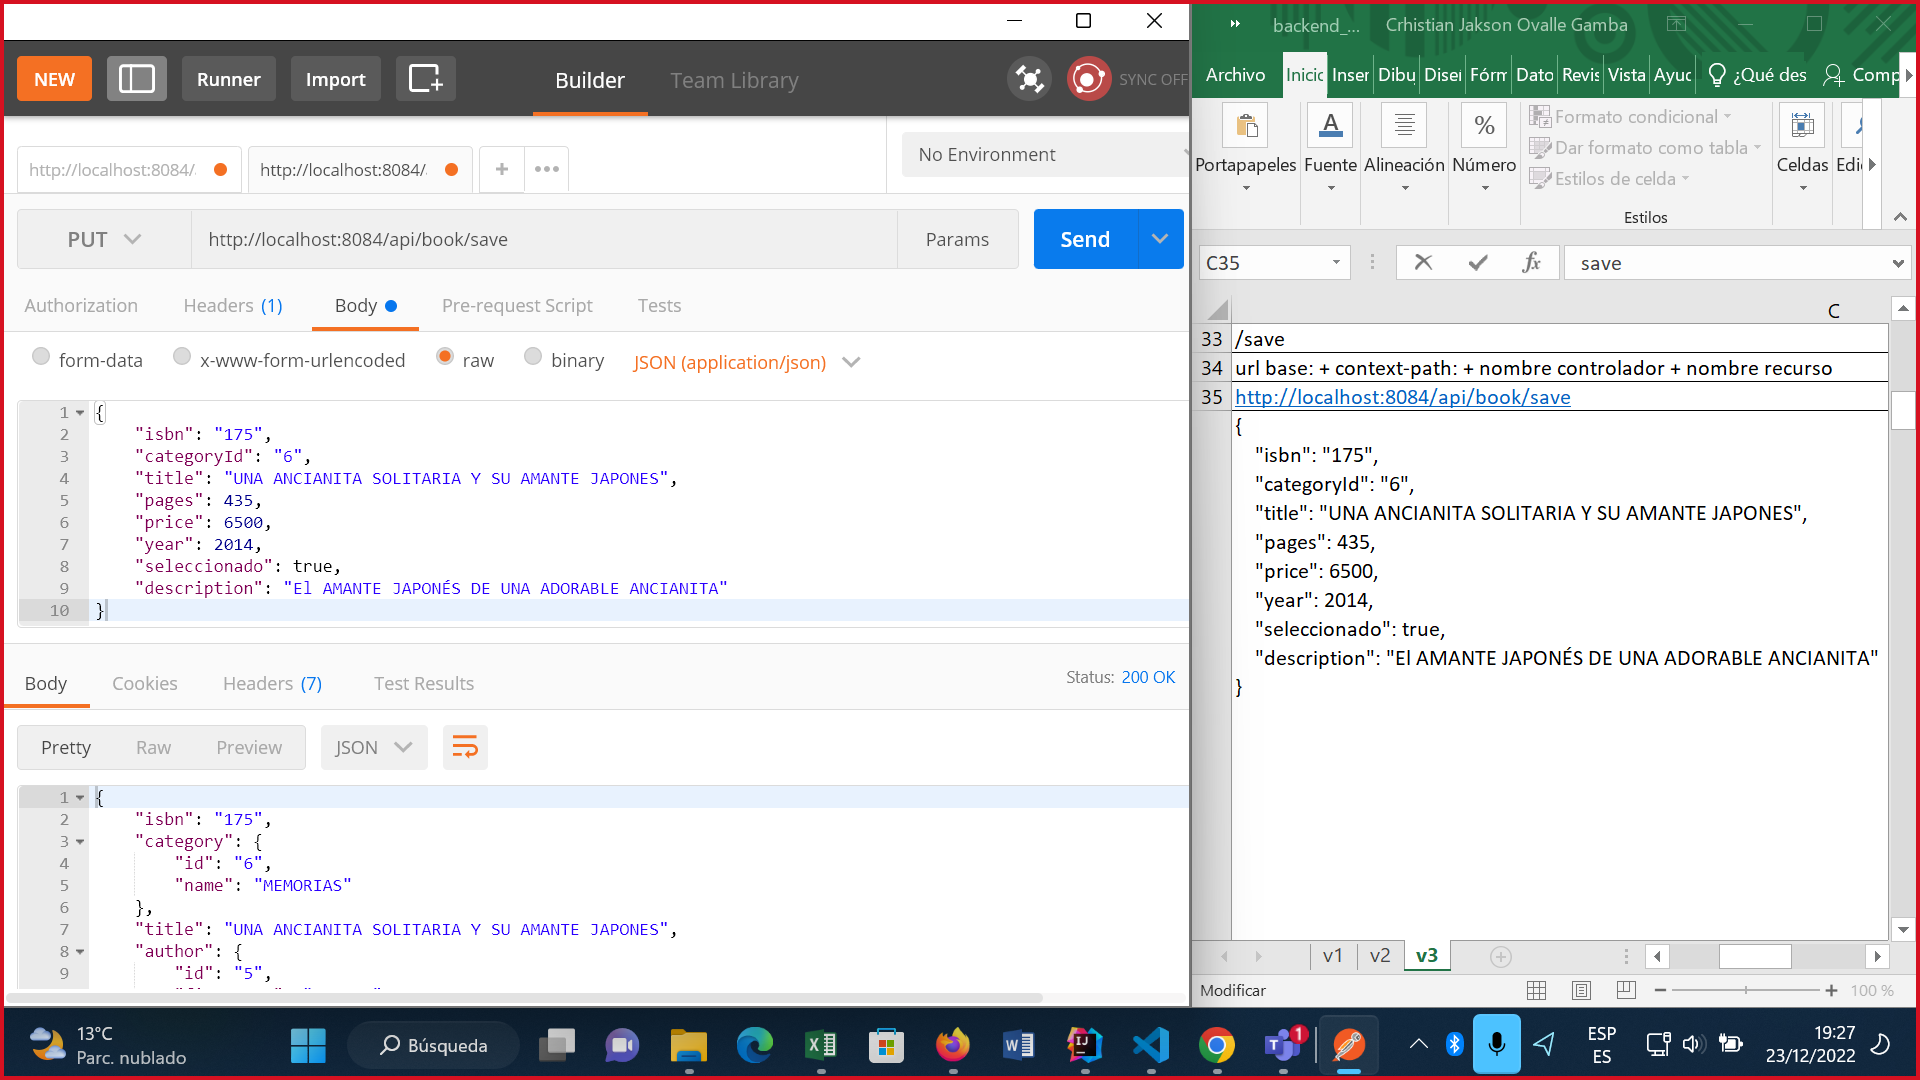 NEW
Runner
Import
Builder
Team Library
SYNC OFF
http://localhost:8084/
http://localhost:8084/
No Environment
PUT
http://localhost:8084/api/book/save
Params
Send
Authorization
Headers (1)
Body
Pre-request Script
Tests
form-data
x-www-form-urlencoded
raw
binary
JSON (application/json)
1 {
2 "isbn": "175",
3 "categoryId": "6",
4 "title": "UNA ANCIANITA SOLITARIA Y SU AMANTE JAPONES",
5 "pages": 435,
6 "price": 6500,
7 "year": 2014,
8 "seleccionado": true,
9 "description": "El AMANTE JAPONÉS DE UNA ADORABLE ANCIANITA"
10 }
Body
Cookies
Headers (7)
Test Results
Status: 200 OK
Pretty
Raw
Preview
JSON
1 {
2 "isbn": "175",
3 "category": {
4 "id": "6",
5 "name": "MEMORIAS"
6 },
7 "title": "UNA ANCIANITA SOLITARIA Y SU AMANTE JAPONES",
8 "author": {
9 "id": "5",
backend_...
Crhistian Jakson Ovalle Gamba
Archivo
Inicio
Inser
Dibu
Diseí
Fórm
Dato
Revis
Vista
Ayuc
¿Qué des
Comp
Portapapeles
Fuente
Alineación
Número
Formato condicional
Dar formato como tabla
Estilos de celda
Estilos
Celdas
Edic
C35
fx
save
C
33 /save
34 url base: + context-path: + nombre controlador + nombre recurso
35 http://localhost:8084/api/book/save
{
"isbn": "175",
"categoryId": "6",
"title": "UNA ANCIANITA SOLITARIA Y SU AMANTE JAPONES",
"pages": 435,
"price": 6500,
"year": 2014,
"seleccionado": true,
"description": "El AMANTE JAPONÉS DE UNA ADORABLE ANCIANITA"
}
v1
v2
v3
Modificar
100 %
13°C
Parc. nublado
Búsqueda
1
ESP
ES
19:27
23/12/2022